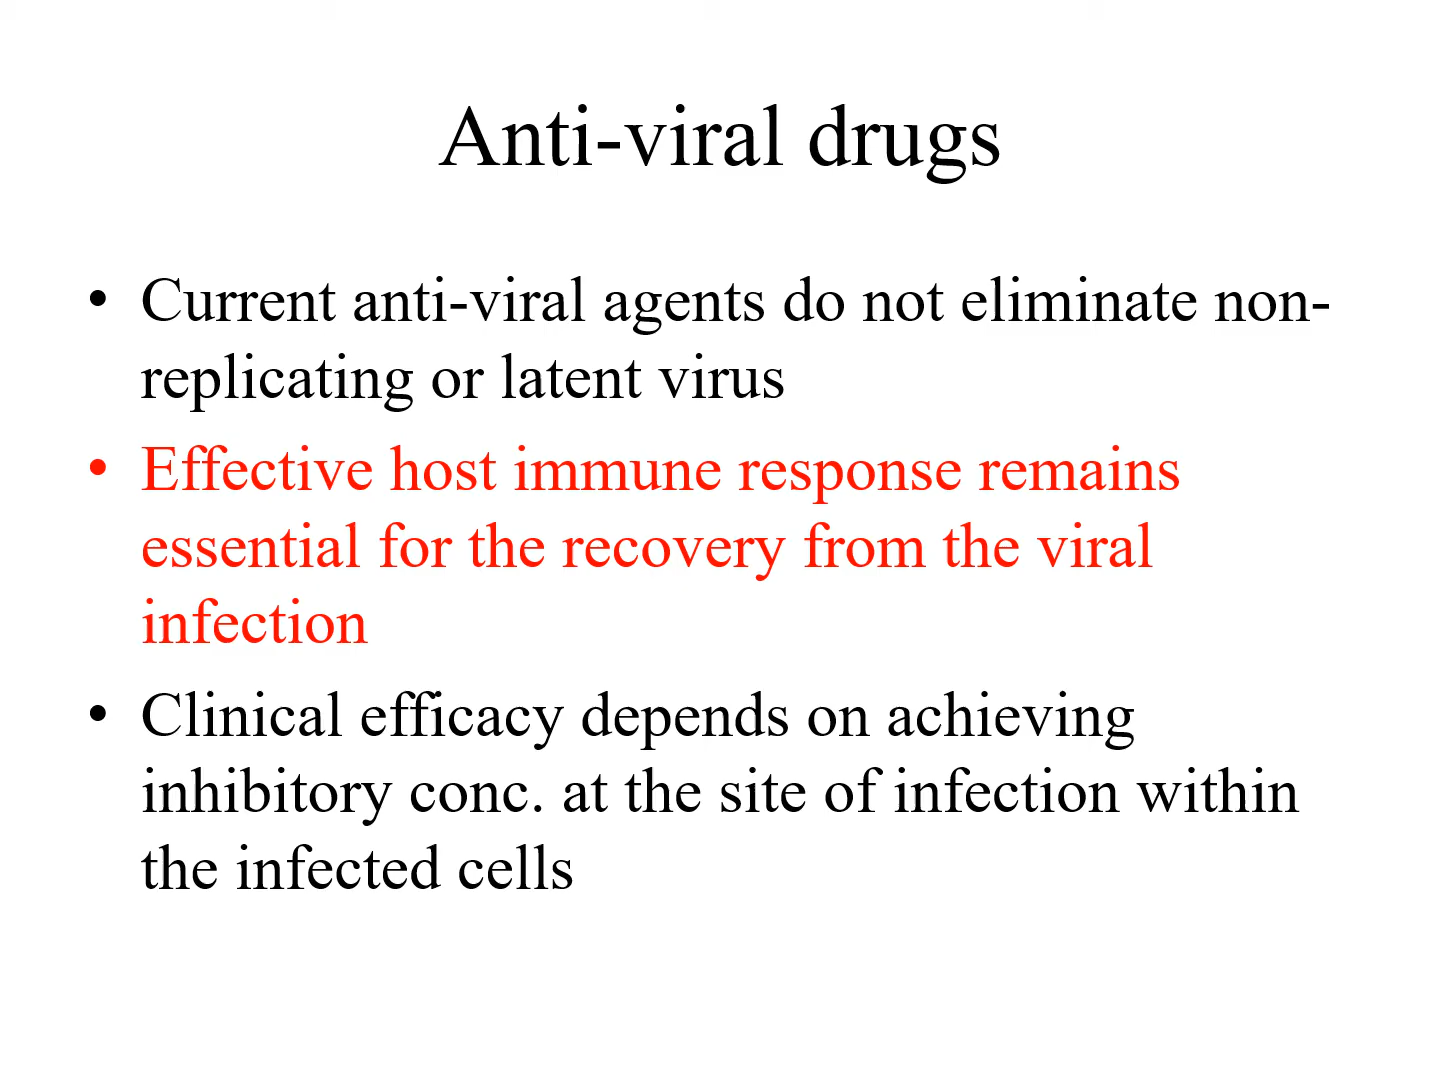 Anti-viral drugs
• Current anti-viral agents do not eliminate non-
replicating or latent virus
• Effective host immune response remains
essential for the recovery from the viral
infection
• Clinical efficacy depends on achieving
inhibitory conc. at the site of infection within
the infected cells